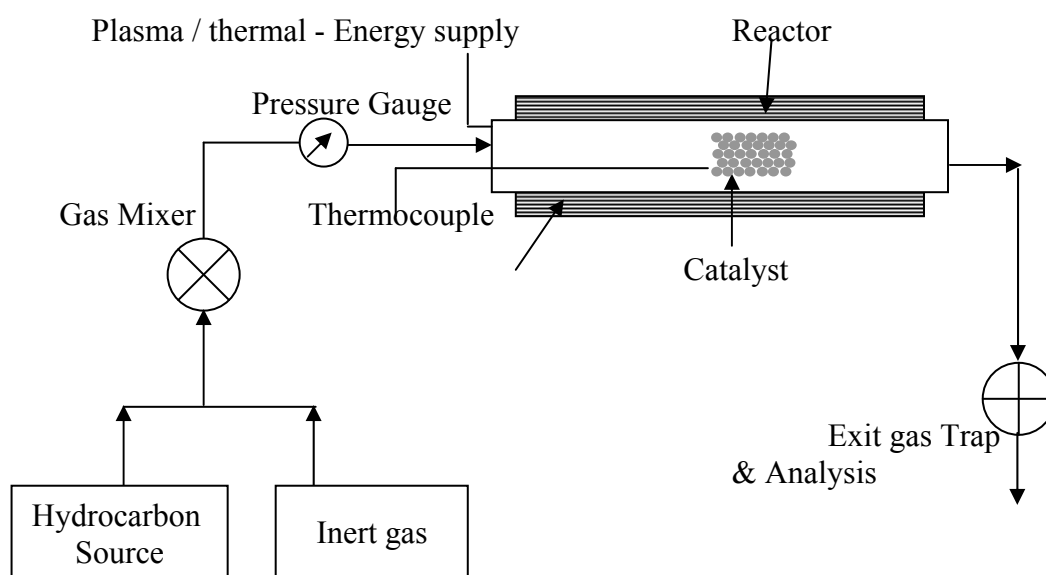 Plasma / thermal - Energy supply
Reactor
Pressure Gauge
Gas Mixer
Thermocouple
Catalyst
Exit gas Trap
& Analysis
Hydrocarbon
Source
Inert gas